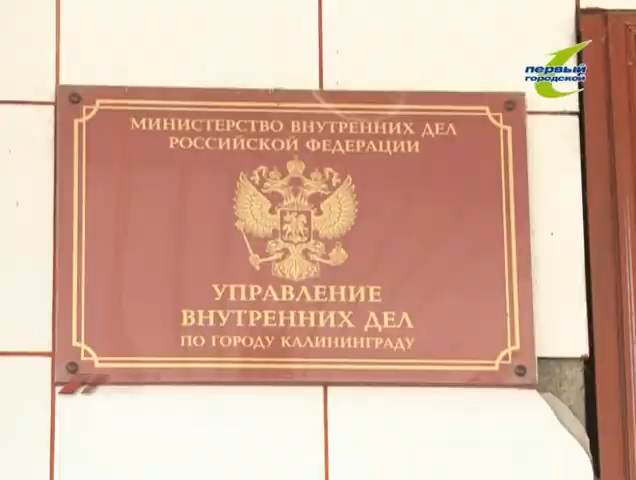 первый
городской
МИНИСТЕРСТВО ВНУТРЕННИХ ДЕЛ
РОССИЙСКОЙ ФЕДЕРАЦИИ
УПРАВЛЕНИЕ
ВНУТРЕННИХ ДЕЛ
ПО ГОРОДУ КАЛИНИНГРАДУ